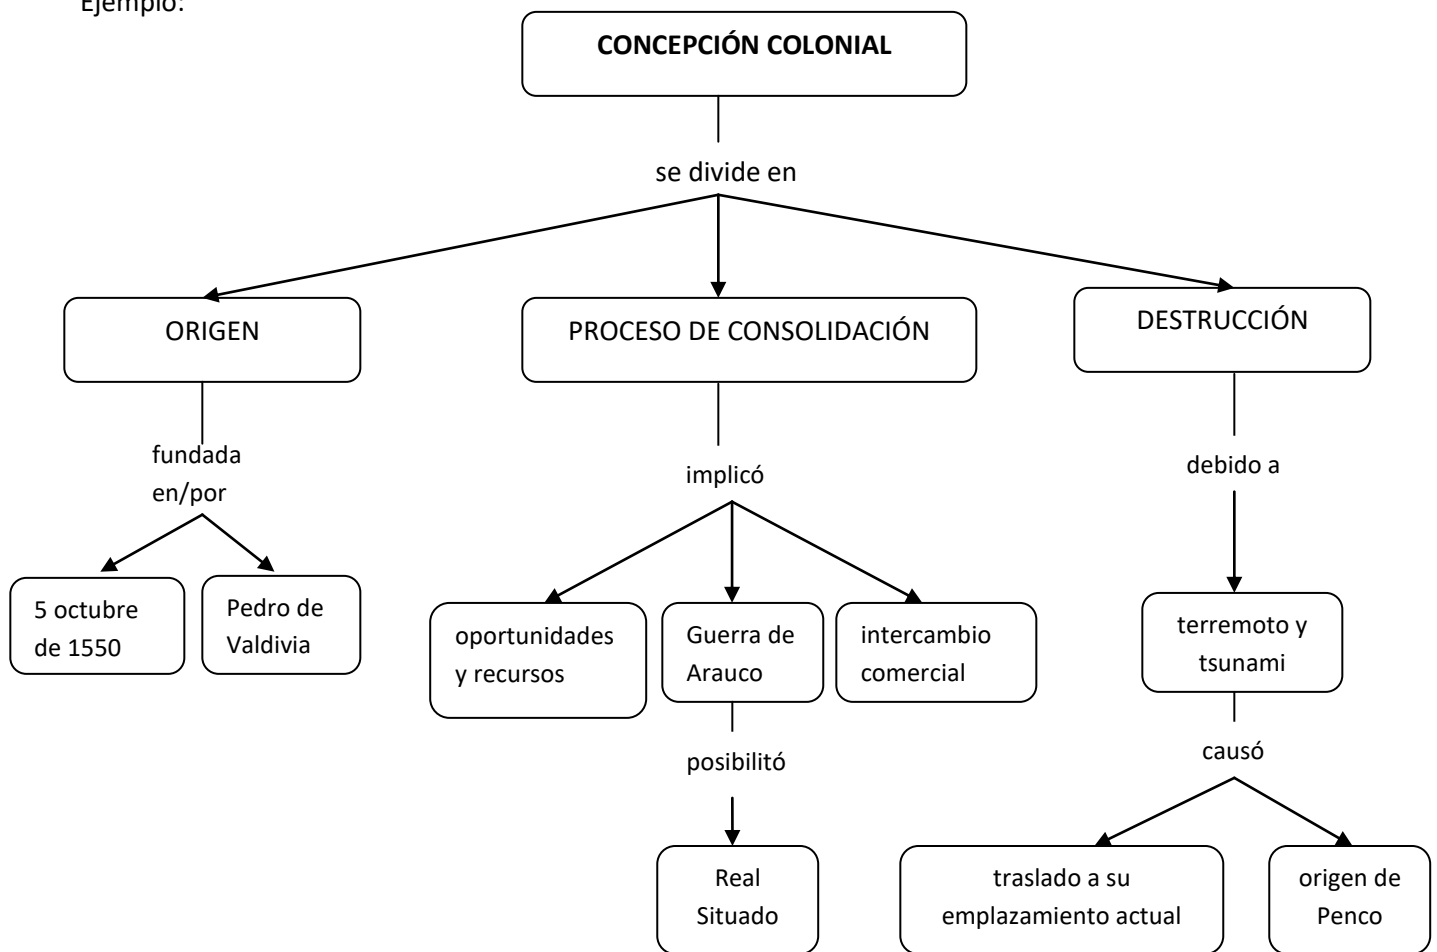 Ejemplo:
CONCEPCIÓN COLONIAL
se divide en
ORIGEN
PROCESO DE CONSOLIDACIÓN
DESTRUCCIÓN
fundada
en/por
implicó
debido a
5 octubre
de 1550
Pedro de
Valdivia
oportunidades
y recursos
Guerra de
Arauco
intercambio
comercial
terremoto y
tsunami
posibilitó
causó
Real
Situado
traslado a su
emplazamiento actual
origen de
Penco